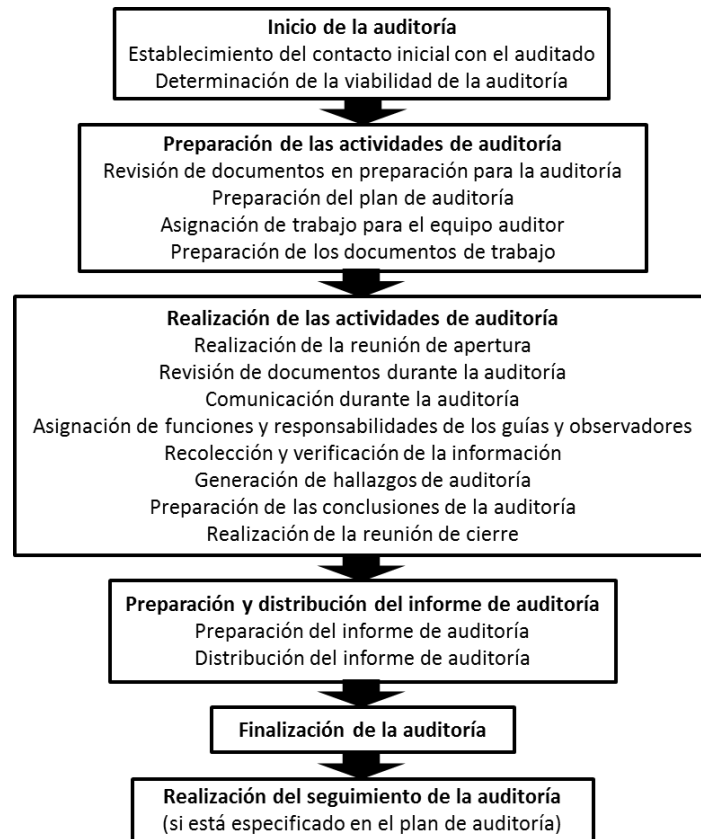 Inicio de la auditoría
Establecimiento del contacto inicial con el auditado
Determinación de la viabilidad de la auditoría
Preparación de las actividades de auditoría
Revisión de documentos en preparación para la auditoría
Preparación del plan de auditoría
Asignación de trabajo para el equipo auditor
Preparación de los documentos de trabajo
Realización de las actividades de auditoría
Realización de la reunión de apertura
Revisión de documentos durante la auditoría
Comunicación durante la auditoría
Asignación de funciones y responsabilidades de los guías y observadores
Recolección y verificación de la información
Generación de hallazgos de auditoría
Preparación de las conclusiones de la auditoría
Realización de la reunión de cierre
Preparación y distribución del informe de auditoría
Preparación del informe de auditoría
Distribución del informe de auditoría
Finalización de la auditoría
Realización del seguimiento de la auditoría
(si está especificado en el plan de auditoría)